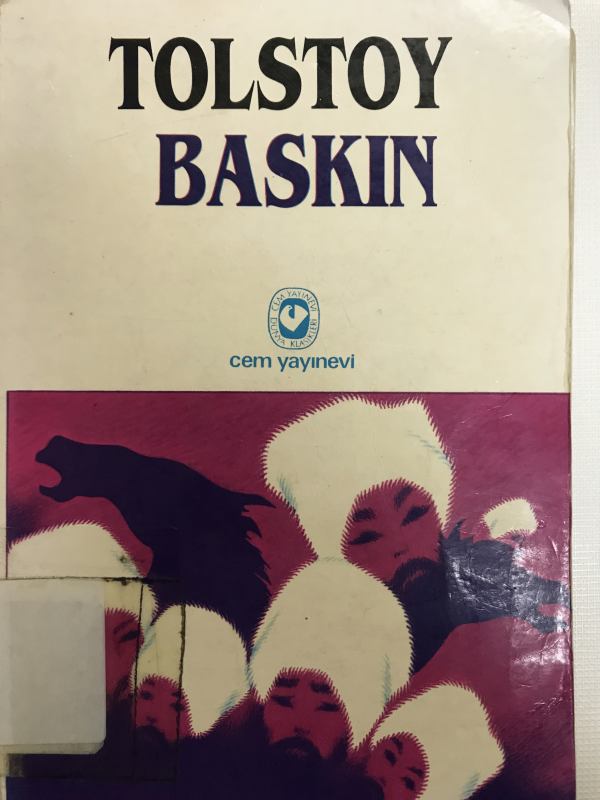 TOLSTOY
BASKIN
CEM YAYINEVİ
DÜNYA KLASİKLERİ
cem yayınevi